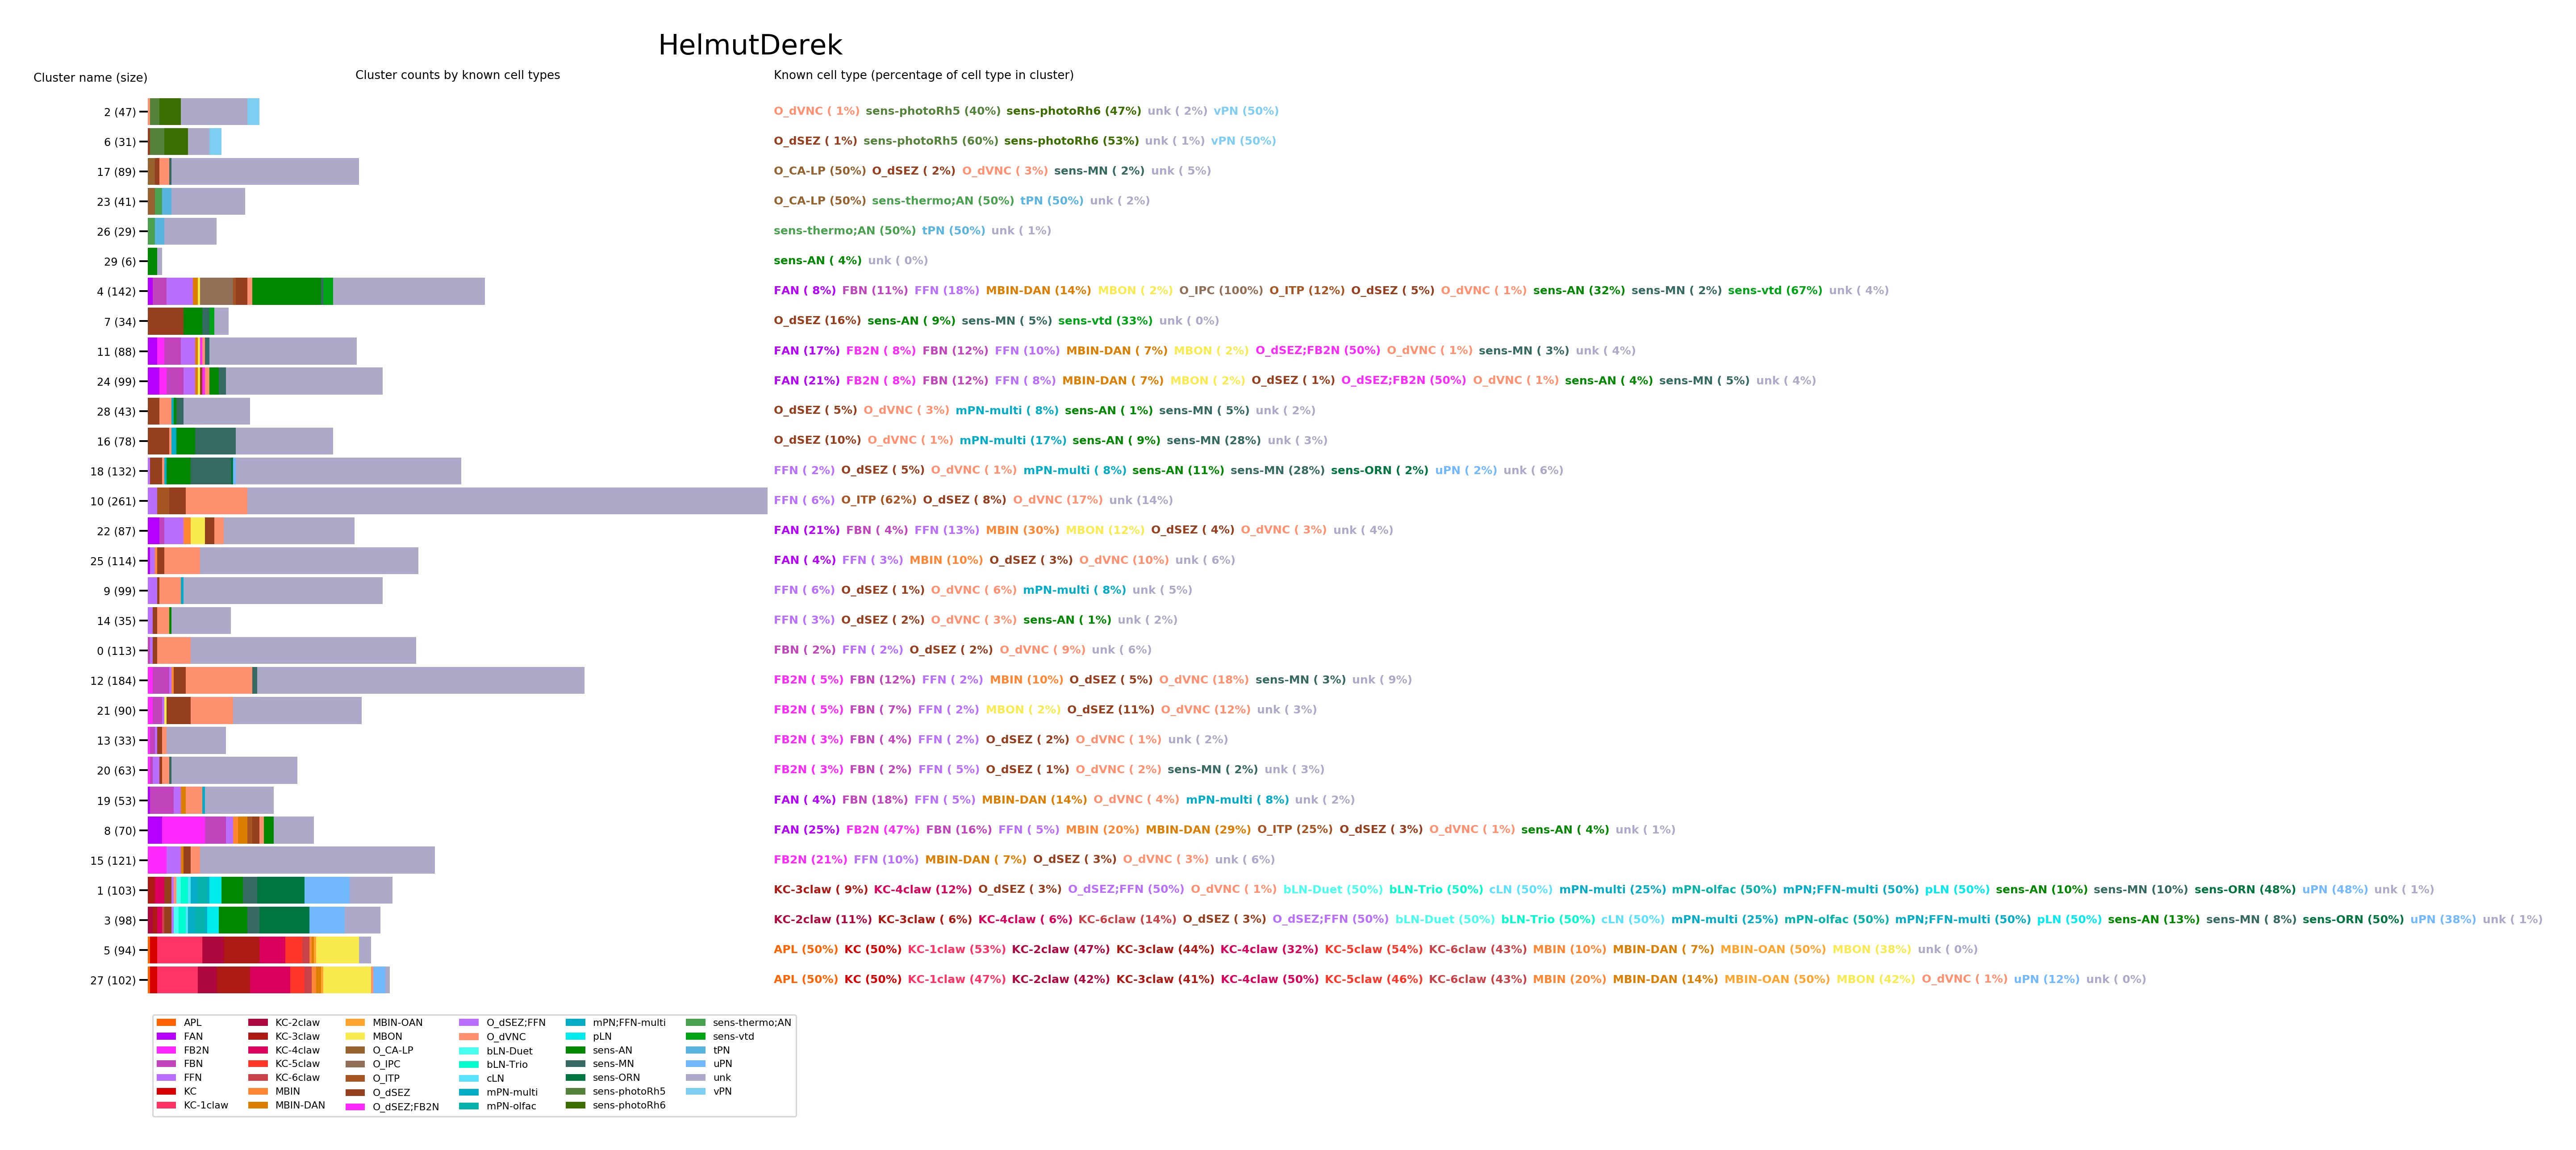 HelmutDerek
Cluster name (size) Cluster counts by known cell types Known cell type (percentage of cell type in cluster)
2 (47) O_dVNC ( 1%) sens-photoRh5 (40%) sens-photoRh6 (47%) unk ( 2%) vPN (50%)
6 (31) O_dSEZ ( 1%) sens-photoRh5 (60%) sens-photoRh6 (53%) unk ( 1%) vPN (50%)
17 (89) O_CA-LP (50%) O_dSEZ ( 2%) O_dVNC ( 3%) sens-MN ( 2%) unk ( 5%)
23 (41) O_CA-LP (50%) sens-thermo;AN (50%) tPN (50%) unk ( 2%)
26 (29) sens-thermo;AN (50%) tPN (50%) unk ( 1%)
29 (6) sens-AN ( 4%) unk ( 0%)
4 (142) FAN ( 8%) FBN (11%) FFN (18%) MBIN-DAN (14%) MBON ( 2%) O_IPC (100%) O_ITP (12%) O_dSEZ ( 5%) O_dVNC ( 1%) sens-AN (32%) sens-MN ( 2%) sens-vtd (67%) unk ( 4%)
7 (34) O_dSEZ (16%) sens-AN ( 9%) sens-MN ( 5%) sens-vtd (33%) unk ( 0%)
11 (88) FAN (17%) FB2N ( 8%) FBN (12%) FFN (10%) MBIN-DAN ( 7%) MBON ( 2%) O_dSEZ;FB2N (50%) O_dVNC ( 1%) sens-MN ( 3%) unk ( 4%)
24 (99) FAN (21%) FB2N ( 8%) FBN (12%) FFN ( 8%) MBIN-DAN ( 7%) MBON ( 2%) O_dSEZ ( 1%) O_dSEZ;FB2N (50%) O_dVNC ( 1%) sens-AN ( 4%) sens-MN ( 5%) unk ( 4%)
28 (43) O_dSEZ ( 5%) O_dVNC ( 3%) mPN-multi ( 8%) sens-AN ( 1%) sens-MN ( 5%) unk ( 2%)
16 (78) O_dSEZ (10%) O_dVNC ( 1%) mPN-multi (17%) sens-AN ( 9%) sens-MN (28%) unk ( 3%)
18 (132) FFN ( 2%) O_dSEZ ( 5%) O_dVNC ( 1%) mPN-multi ( 8%) sens-AN (11%) sens-MN (28%) sens-ORN ( 2%) uPN ( 2%) unk ( 6%)
10 (261) FFN ( 6%) O_ITP (62%) O_dSEZ ( 8%) O_dVNC (17%) unk (14%)
22 (87) FAN (21%) FBN ( 4%) FFN (13%) MBIN (30%) MBON (12%) O_dSEZ ( 4%) O_dVNC ( 3%) unk ( 4%)
25 (114) FAN ( 4%) FFN ( 3%) MBIN (10%) O_dSEZ ( 3%) O_dVNC (10%) unk ( 6%)
9 (99) FFN ( 6%) O_dSEZ ( 1%) O_dVNC ( 6%) mPN-multi ( 8%) unk ( 5%)
14 (35) FFN ( 3%) O_dSEZ ( 2%) O_dVNC ( 3%) sens-AN ( 1%) unk ( 2%)
0 (113) FBN ( 2%) FFN ( 2%) O_dSEZ ( 2%) O_dVNC ( 9%) unk ( 6%)
12 (184) FB2N ( 5%) FBN (12%) FFN ( 2%) MBIN (10%) O_dSEZ ( 5%) O_dVNC (18%) sens-MN ( 3%) unk ( 9%)
21 (90) FB2N ( 5%) FBN ( 7%) FFN ( 2%) MBON ( 2%) O_dSEZ (11%) O_dVNC (12%) unk ( 3%)
13 (33) FB2N ( 3%) FBN ( 4%) FFN ( 2%) O_dSEZ ( 2%) O_dVNC ( 1%) unk ( 2%)
20 (63) FB2N ( 3%) FBN ( 2%) FFN ( 5%) O_dSEZ ( 1%) O_dVNC ( 2%) sens-MN ( 2%) unk ( 3%)
19 (53) FAN ( 4%) FBN (18%) FFN ( 5%) MBIN-DAN (14%) O_dVNC ( 4%) mPN-multi ( 8%) unk ( 2%)
8 (70) FAN (25%) FB2N (47%) FBN (16%) FFN ( 5%) MBIN (20%) MBIN-DAN (29%) O_ITP (25%) O_dSEZ ( 3%) O_dVNC ( 1%) sens-AN ( 4%) unk ( 1%)
15 (121) FB2N (21%) FFN (10%) MBIN-DAN ( 7%) O_dSEZ ( 3%) O_dVNC ( 3%) unk ( 6%)
1 (103) KC-3claw ( 9%) KC-4claw (12%) O_dSEZ ( 3%) O_dSEZ;FFN (50%) O_dVNC ( 1%) bLN-Duet (50%) bLN-Trio (50%) cLN (50%) mPN-multi (25%) mPN-olfac (50%) mPN;FFN-multi (50%) pLN (50%) sens-AN (10%) sens-MN (10%) sens-ORN (48%) uPN (48%) unk ( 1%)
3 (98) KC-2claw (11%) KC-3claw ( 6%) KC-4claw ( 6%) KC-6claw (14%) O_dSEZ ( 3%) O_dSEZ;FFN (50%) bLN-Duet (50%) bLN-Trio (50%) cLN (50%) mPN-multi (25%) mPN-olfac (50%) mPN;FFN-multi (50%) pLN (50%) sens-AN (13%) sens-MN ( 8%) sens-ORN (50%) uPN (38%) unk ( 1%)
5 (94) APL (50%) KC (50%) KC-1claw (53%) KC-2claw (47%) KC-3claw (44%) KC-4claw (32%) KC-5claw (54%) KC-6claw (43%) MBIN (10%) MBIN-DAN ( 7%) MBIN-OAN (50%) MBON (38%) unk ( 0%)
27 (102) APL (50%) KC (50%) KC-1claw (47%) KC-2claw (42%) KC-3claw (41%) KC-4claw (50%) KC-5claw (46%) KC-6claw (43%) MBIN (20%) MBIN-DAN (14%) MBIN-OAN (50%) MBON (42%) O_dVNC ( 1%) uPN (12%) unk ( 0%)
APL KC-2claw MBIN-OAN O_dSEZ;FFN mPN;FFN-multi sens-thermo;AN
FAN KC-3claw MBON O_dVNC pLN sens-vtd
FB2N KC-4claw O_CA-LP bLN-Duet sens-AN tPN
FBN KC-5claw O_IPC bLN-Trio sens-MN uPN
FFN KC-6claw O_ITP cLN sens-ORN unk
KC MBIN O_dSEZ mPN-multi sens-photoRh5 vPN
KC-1claw MBIN-DAN O_dSEZ;FB2N mPN-olfac sens-photoRh6